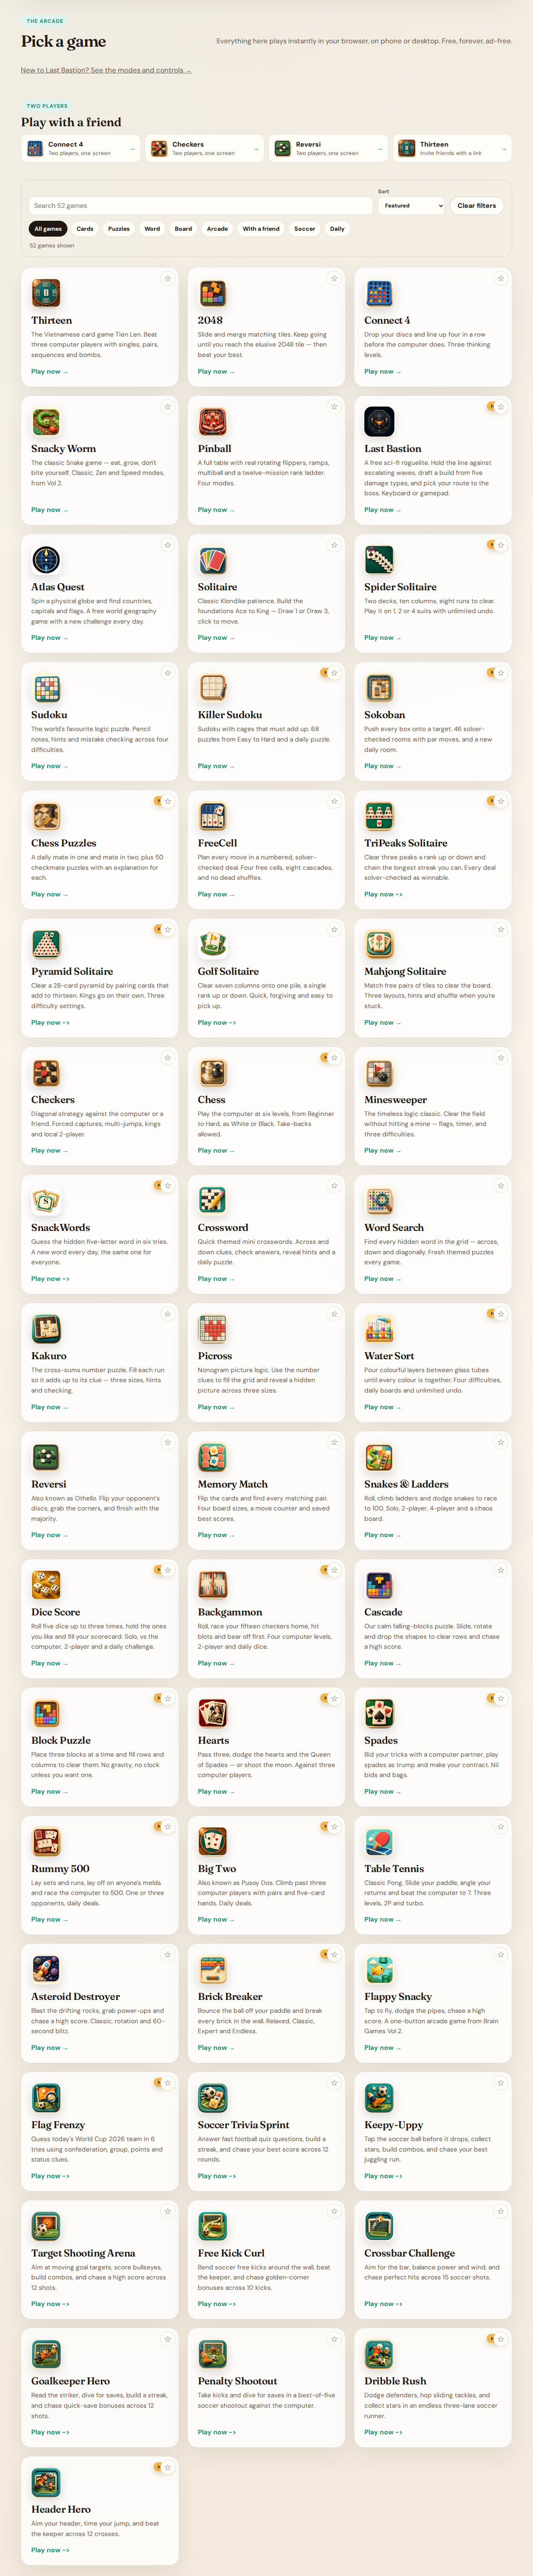 THE ARCADE
Pick a game
Everything here plays instantly in your browser, on phone or desktop. Free, forever, ad-free.
New to Last Bastion? See the modes and controls →
TWO PLAYERS
Play with a friend
Connect 4
Two players, one screen
→
Checkers
Two players, one screen
→
Reversi
Two players, one screen
→
Thirteen
Invite friends with a link
→
Sort
Search 52 games
Featured
Clear filters
All games
Cards
Puzzles
Word
Board
Arcade
With a friend
Soccer
Daily
52 games shown
Thirteen
The Vietnamese card game Tien Len. Beat
three computer players with singles, pairs,
sequences and bombs.
Play now →
2048
Slide and merge matching tiles. Keep going
until you reach the elusive 2048 tile — then
beat your best.
Play now →
Connect 4
Drop your discs and line up four in a row
before the computer does. Three thinking
levels.
Play now →
Snacky Worm
The classic Snake game — eat, grow, don't
bite yourself. Classic, Zen and Speed modes,
from Vol 2.
Play now →
Pinball
A full table with real rotating flippers, ramps,
multiball and a twelve-mission rank ladder.
Four modes.
Play now →
Last Bastion
A free sci-fi roguelite. Hold the line against
escalating waves, draft a build from five
damage types, and pick your route to the
boss. Keyboard or gamepad.
Play now →
Atlas Quest
Spin a physical globe and find countries,
capitals and flags. A free world geography
game with a new challenge every day.
Play now →
Solitaire
Classic Klondike patience. Build the
foundations Ace to King — Draw 1 or Draw 3,
click to move.
Play now →
Spider Solitaire
Two decks, ten columns, eight runs to clear.
Play it on 1, 2 or 4 suits with unlimited undo.
Play now →
Sudoku
The world's favourite logic puzzle. Pencil
notes, hints and mistake checking across four
difficulties.
Play now →
Killer Sudoku
Sudoku with cages that must add up. 68
puzzles from Easy to Hard and a daily puzzle.
Play now →
Sokoban
Push every box onto a target. 46 solver-
checked rooms with par moves, and a new
daily room.
Play now →
Chess Puzzles
A daily mate in one and mate in two, plus 50
checkmate puzzles with an explanation for
each.
Play now →
FreeCell
Plan every move in a numbered, solver-
checked deal. Four free cells, eight cascades,
and no dead shuffles.
Play now →
TriPeaks Solitaire
Clear three peaks a rank up or down and
chain the longest streak you can. Every deal
solver-checked as winnable.
Play now ->
Pyramid Solitaire
Clear a 28-card pyramid by pairing cards that
add to thirteen. Kings go on their own. Three
difficulty settings.
Play now ->
Golf Solitaire
Clear seven columns onto one pile, a single
rank up or down. Quick, forgiving and easy to
pick up.
Play now ->
Mahjong Solitaire
Match free pairs of tiles to clear the board.
Three layouts, hints and shuffle when you're
stuck.
Play now →
Checkers
Diagonal strategy against the computer or a
friend. Forced captures, multi-jumps, kings
and local 2-player.
Play now →
Chess
Play the computer at six levels, from Beginner
to Hard, as White or Black. Take-backs
allowed.
Play now →
Minesweeper
The timeless logic classic. Clear the field
without hitting a mine — flags, timer, and
three difficulties.
Play now →
SnackWords
Guess the hidden five-letter word in six tries.
A new word every day, the same one for
everyone.
Play now ->
Crossword
Quick themed mini crosswords. Across and
down clues, check answers, reveal hints and a
daily puzzle.
Play now →
Word Search
Find every hidden word in the grid — across,
down and diagonally. Fresh themed puzzles
every game.
Play now →
Kakuro
The cross-sums number puzzle. Fill each run
so it adds up to its clue — three sizes, hints
and checking.
Play now →
Picross
Nonogram picture logic. Use the number
clues to fill the grid and reveal a hidden
picture across three sizes.
Play now →
Water Sort
Pour colourful layers between glass tubes
until every colour is together. Four difficulties,
daily boards and unlimited undo.
Play now →
Reversi
Also known as Othello. Flip your opponent's
discs, grab the corners, and finish with the
majority.
Play now →
Memory Match
Flip the cards and find every matching pair.
Four board sizes, a move counter and saved
best scores.
Play now →
Snakes & Ladders
Roll, climb ladders and dodge snakes to race
to 100. Solo, 2-player, 4-player and a chaos
board.
Play now →
Dice Score
Roll five dice up to three times, hold the ones
you like and fill your scorecard. Solo, vs the
computer, 2-player and a daily challenge.
Play now →
Backgammon
Roll, race your fifteen checkers home, hit
blots and bear off first. Four computer levels,
2-player and daily dice.
Play now →
Cascade
Our calm falling-blocks puzzle. Slide, rotate
and drop the shapes to clear rows and chase
a high score.
Play now →
Block Puzzle
Place three blocks at a time and fill rows and
columns to clear them. No gravity, no clock
unless you want one.
Play now →
Hearts
Pass three, dodge the hearts and the Queen
of Spades — or shoot the moon. Against three
computer players.
Play now →
Spades
Bid your tricks with a computer partner, play
spades as trump and make your contract. Nil
bids and bags.
Play now →
Rummy 500
Lay sets and runs, lay off on anyone's melds
and race the computer to 500. One or three
opponents, daily deals.
Play now →
Big Two
Also known as Pusoy Dos. Climb past three
computer players with pairs and five-card
hands. Daily deals.
Play now →
Table Tennis
Classic Pong. Slide your paddle, angle your
returns and beat the computer to 7. Three
levels, 2P and turbo.
Play now →
Asteroid Destroyer
Blast the drifting rocks, grab power-ups and
chase a high score. Classic, rotation and 60-
second blitz.
Play now →
Brick Breaker
Bounce the ball off your paddle and break
every brick in the wall. Relaxed, Classic,
Expert and Endless.
Play now →
Flappy Snacky
Tap to fly, dodge the pipes, chase a high
score. A one-button arcade game from Brain
Games Vol 2.
Play now →
Flag Frenzy
Guess today's World Cup 2026 team in 6
tries using confederation, group, points and
status clues.
Play now ->
Soccer Trivia Sprint
Answer fast football quiz questions, build a
streak, and chase your best score across 12
rounds.
Play now ->
Keepy-Uppy
Tap the soccer ball before it drops, collect
stars, build combos, and chase your best
juggling run.
Play now ->
Target Shooting Arena
Aim at moving goal targets, score bullseyes,
build combos, and chase a high score across
12 shots.
Play now ->
Free Kick Curl
Bend soccer free kicks around the wall, beat
the keeper, and chase golden-corner
bonuses across 10 kicks.
Play now ->
Crossbar Challenge
Aim for the bar, balance power and wind, and
chase perfect hits across 15 soccer shots.
Play now ->
Goalkeeper Hero
Read the striker, dive for saves, build a streak,
and chase quick-save bonuses across 12
shots.
Play now ->
Penalty Shootout
Take kicks and dive for saves in a best-of-five
soccer shootout against the computer.
Play now ->
Dribble Rush
Dodge defenders, hop sliding tackles, and
collect stars in an endless three-lane soccer
runner.
Play now ->
Header Hero
Aim your header, time your jump, and beat
the keeper across 12 crosses.
Play now ->